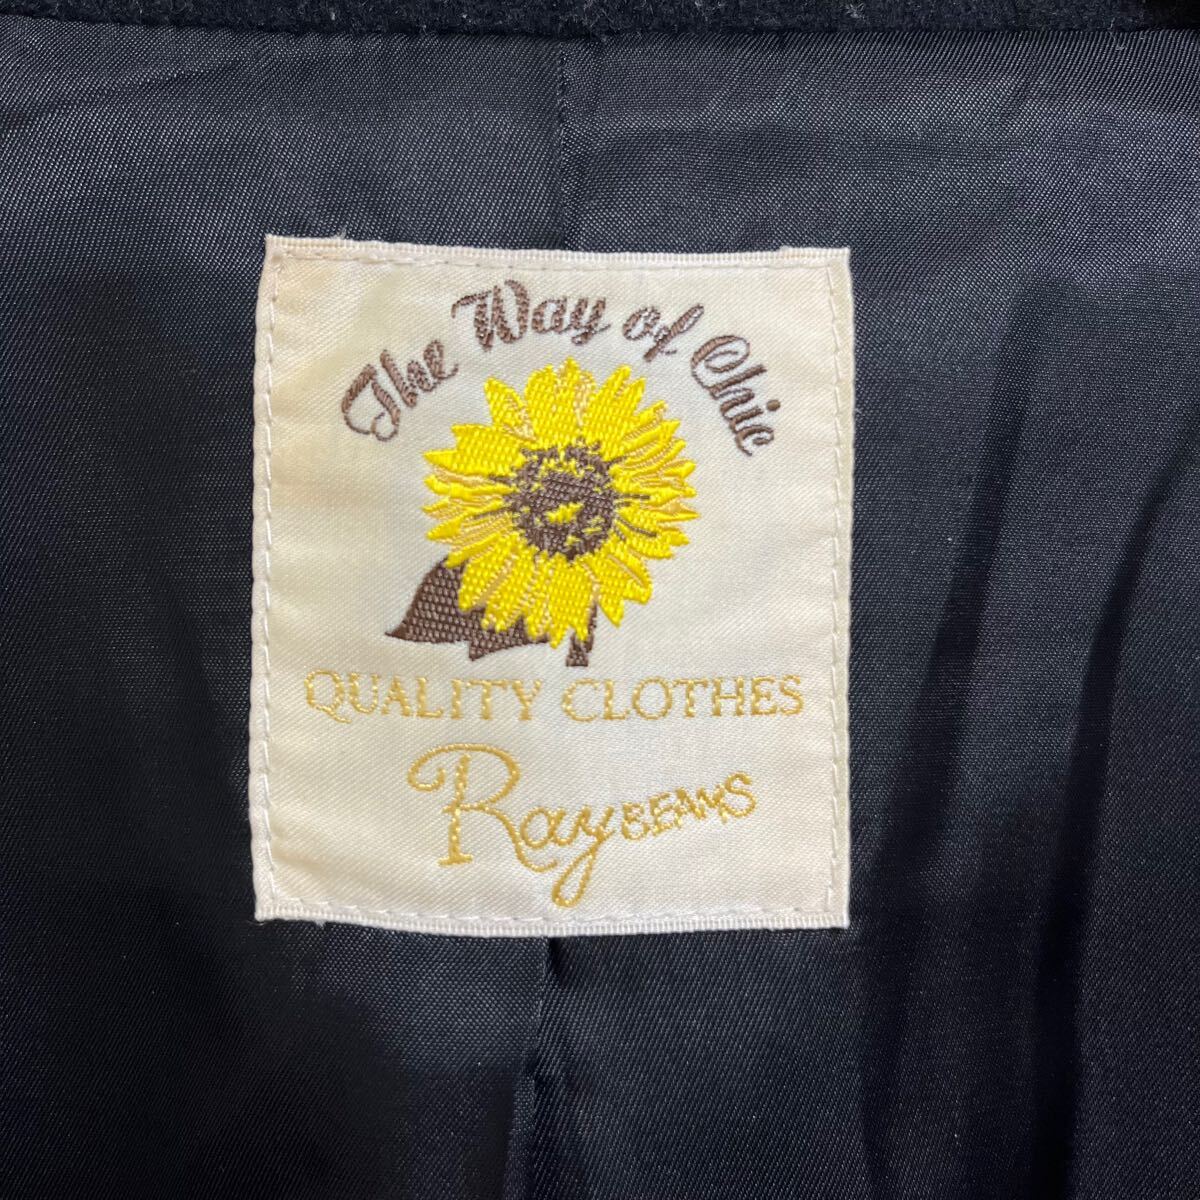 The Way of Chic
QUALITY CLOTHES
Ray BEAMS